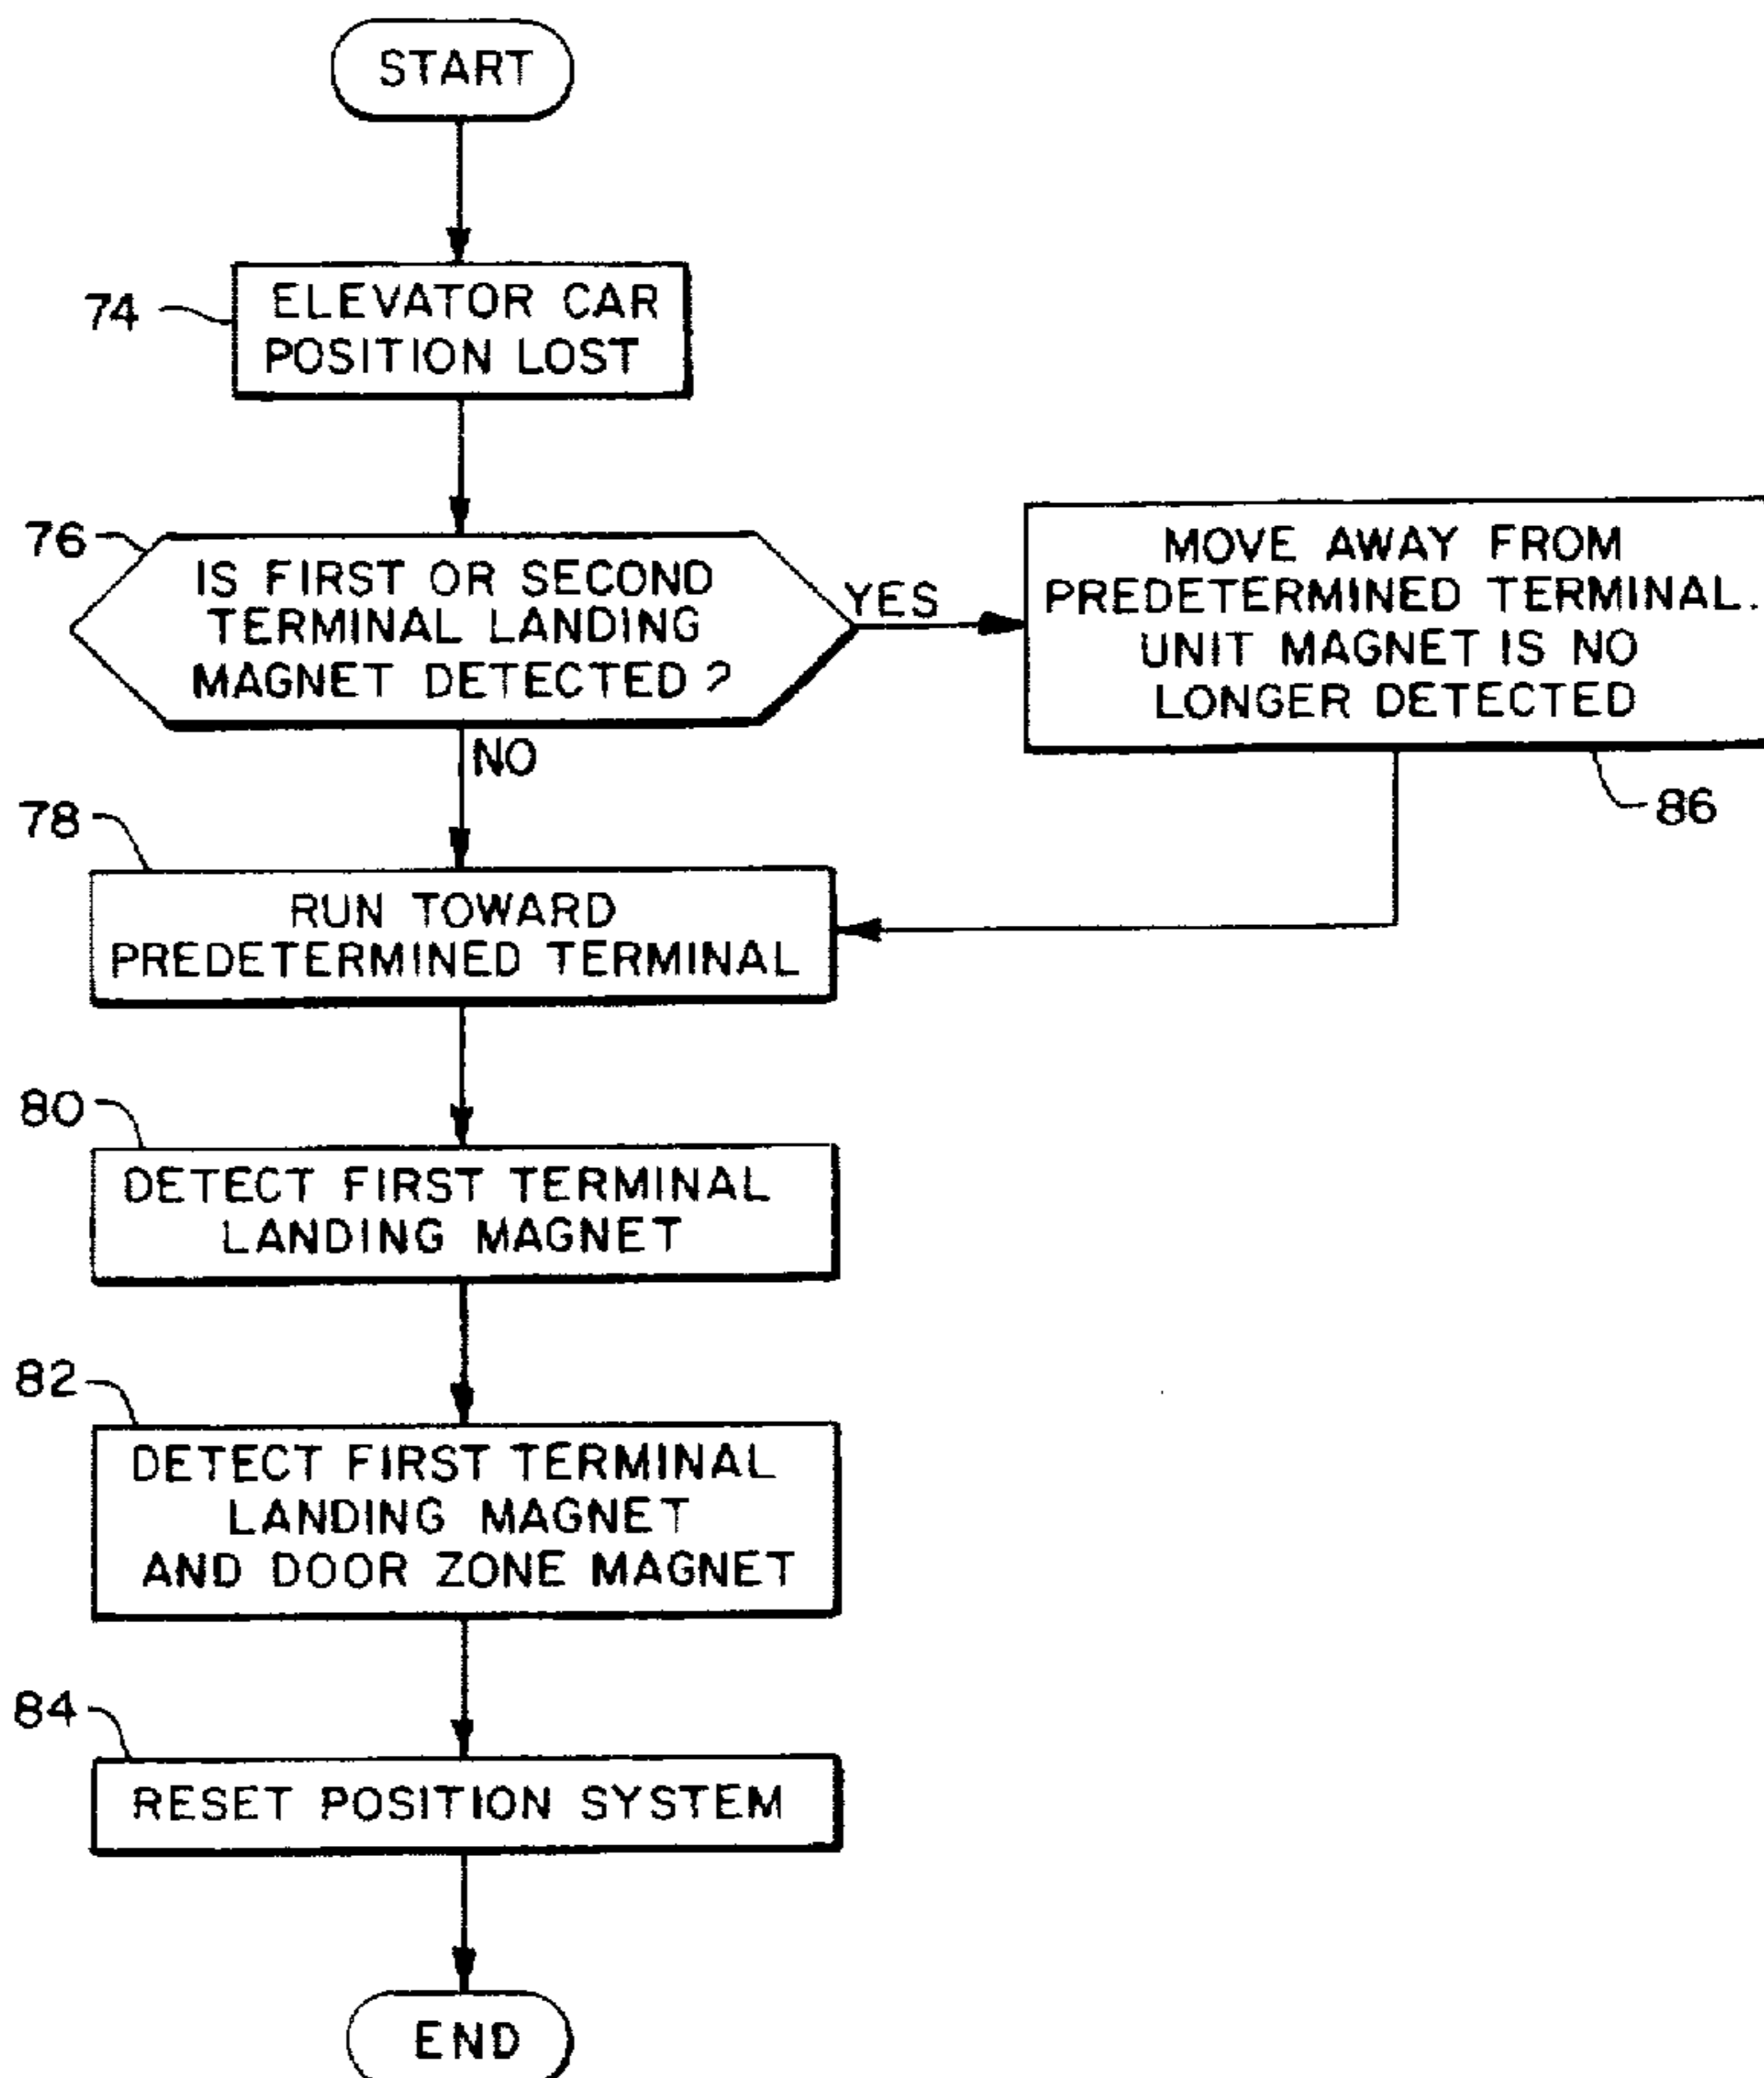 START
74
ELEVATOR CAR
POSITION LOST
76
IS FIRST OR SECOND
TERMINAL LANDING
MAGNET DETECTED?
YES
MOVE AWAY FROM
PREDETERMINED TERMINAL.
UNIT MAGNET IS NO
LONGER DETECTED
86
NO
78
RUN TOWARD
PREDETERMINED TERMINAL
80
DETECT FIRST TERMINAL
LANDING MAGNET
82
DETECT FIRST TERMINAL
LANDING MAGNET
AND DOOR ZONE MAGNET
84
RESET POSITION SYSTEM
END